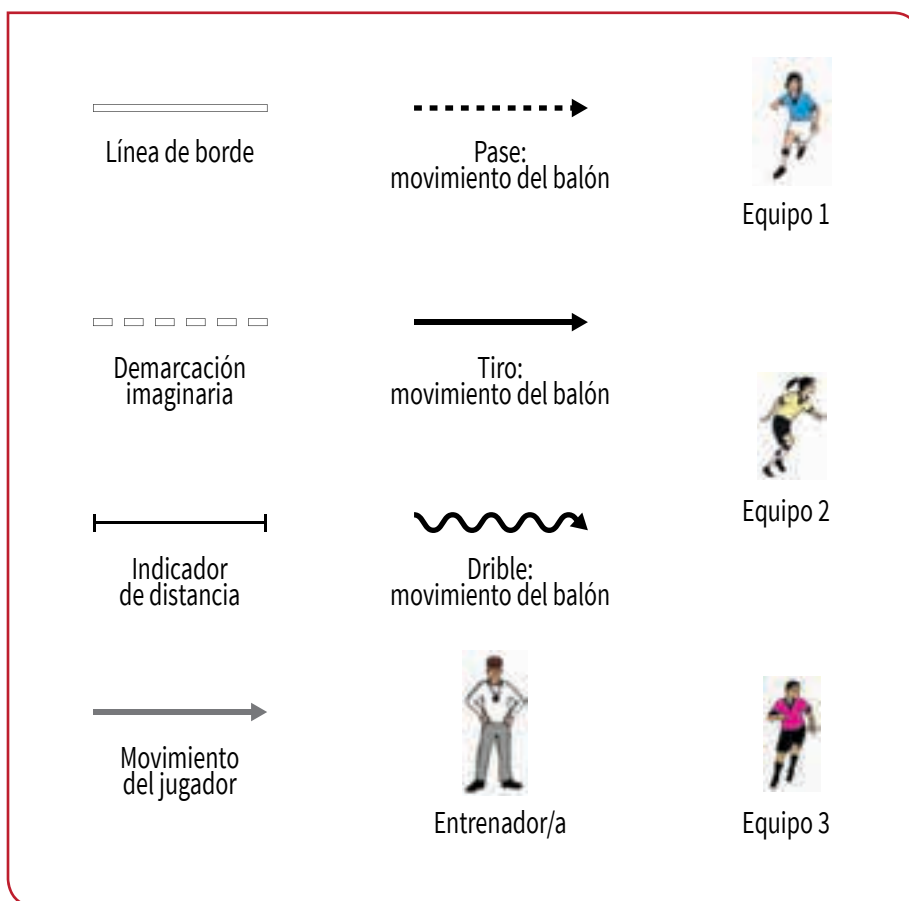 Línea de borde
Pase:
movimiento del balón
Equipo 1
Demarcación
imaginaria
Tiro:
movimiento del balón
Equipo 2
Indicador
de distancia
Drible:
movimiento del balón
Movimiento
del jugador
Entrenador/a
Equipo 3